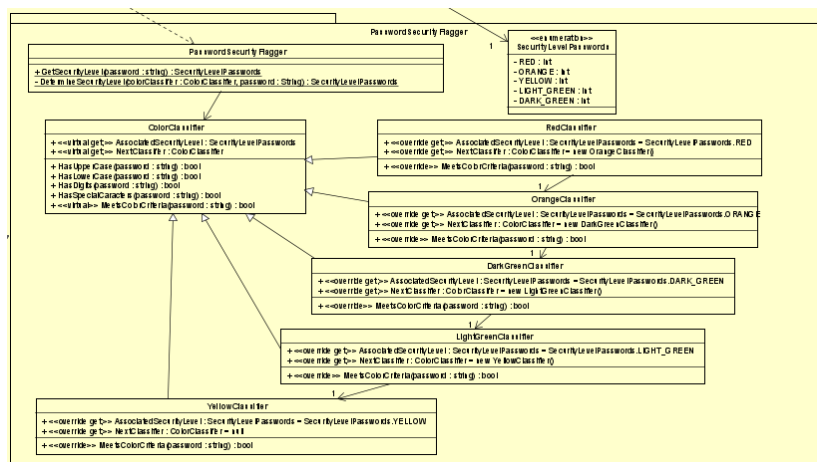 PasswordSecurityFlagger
<<enumeration>>
SecurityLevelPasswords
- RED : Int
- ORANGE : Int
- YELLOW : Int
- LIGHT_GREEN : Int
- DARK_GREEN : Int
1
PasswordSecurityFlagger
+ GetSecurityLevel(password : string) : SecurityLevelPasswords
- DetermineSecurityLevel(colorClassifier : ColorClassifier, password : String) : SecurityLevelPasswords
ColorClassifier
+ <<virtual get;>> AssociatedSecurityLevel : SecurityLevelPasswords
+ <<virtual get;>> NextClassifier : ColorClassifier
+ HasUpperCase(password : string) : bool
+ HasLowerCase(password : string) : bool
+ HasDigits(password : string) : bool
+ HasSpecialCaracters(password : string) : bool
+ <<virtual>> MeetsColorCriteria(password : string) : bool
RedClassifier
+ <<override get;>> AssociatedSecurityLevel : SecurityLevelPasswords = SecurityLevelPasswords.RED
+ <<override get;>> NextClassifier : ColorClassifier = new OrangeClassifier()
+ <<override>> MeetsColorCriteria(password : string) : bool
1
OrangeClassifier
+ <<override get;>> AssociatedSecurityLevel : SecurityLevelPasswords = SecurityLevelPasswords.ORANGE
+ <<override get;>> NextClassifier : ColorClassifier = new DarkGreenClassifier()
+ <<override>> MeetsColorCriteria(password : string) : bool
1
DarkGreenClassifier
+ <<override get;>> AssociatedSecurityLevel : SecurityLevelPasswords = SecurityLevelPasswords.DARK_GREEN
+ <<override get;>> NextClassifier : ColorClassifier = new LightGreenClassifier()
+ <<override>> MeetsColorCriteria(password : string) : bool
1
LightGreenClassifier
+ <<override get;>> AssociatedSecurityLevel : SecurityLevelPasswords = SecurityLevelPasswords.LIGHT_GREEN
+ <<override get;>> NextClassifier : ColorClassifier = new YellowClassifier()
+ <<override>> MeetsColorCriteria(password : string) : bool
1
YellowClassifier
+ <<override get;>> AssociatedSecurityLevel : SecurityLevelPasswords = SecurityLevelPasswords.YELLOW
+ <<override get;>> NextClassifier : ColorClassifier = null
+ <<override>> MeetsColorCriteria(password : string) : bool